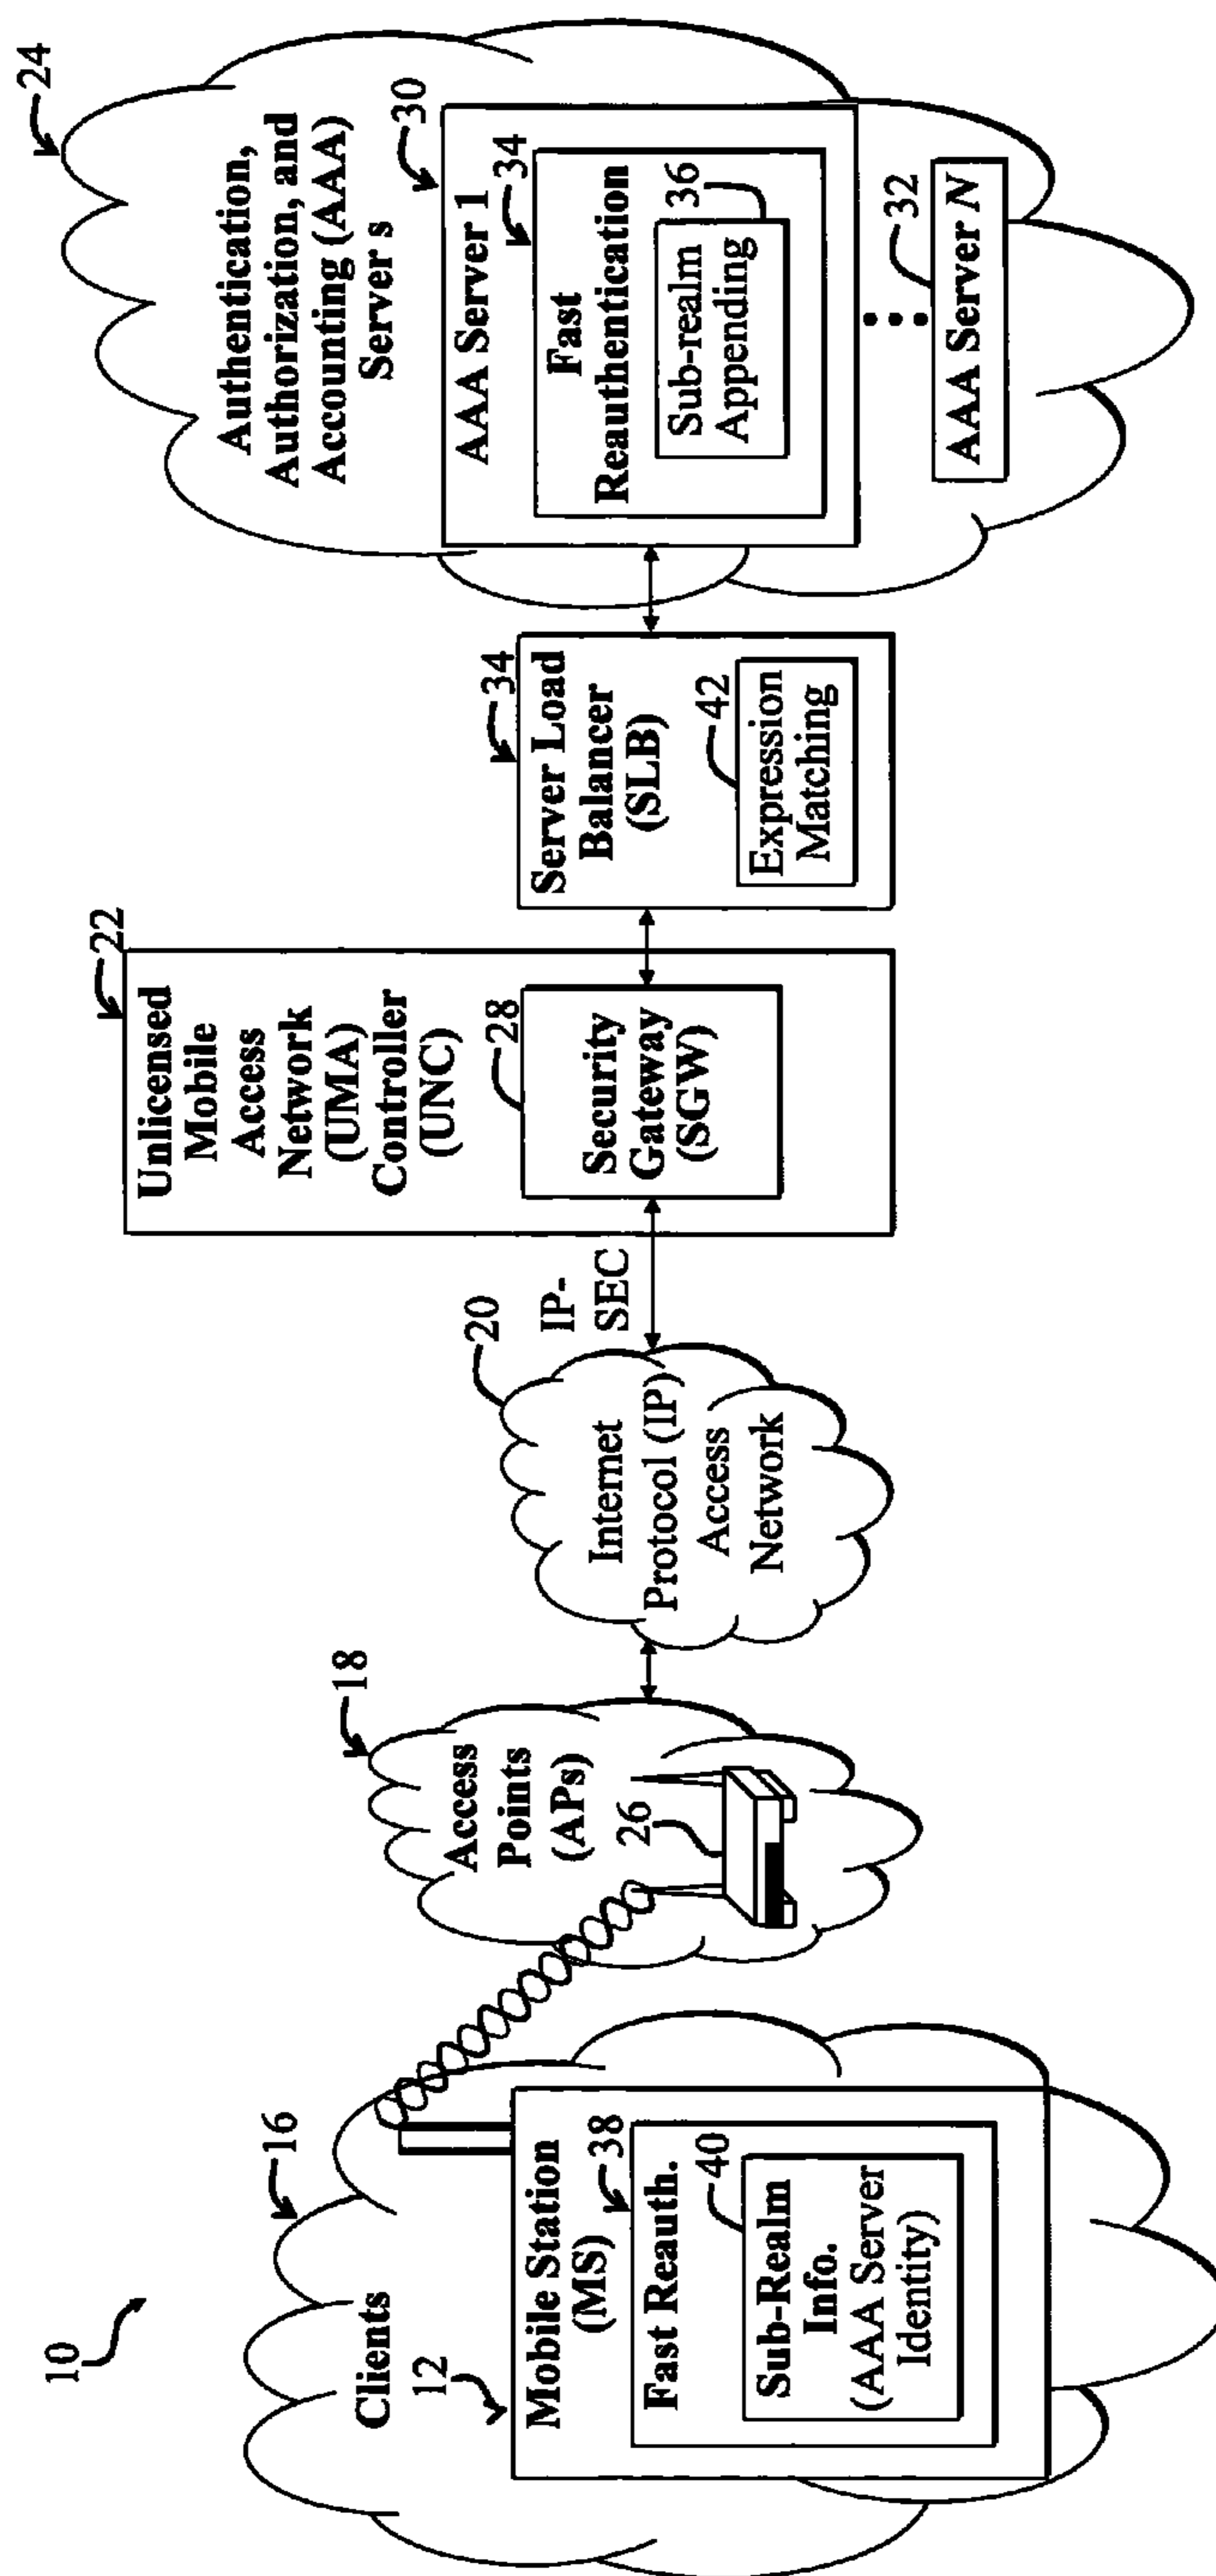 10
16
Clients
12
Mobile Station
(MS)
38
Fast Reauth.
40
Sub-Realm
Info.
(AAA Server
Identity)
18
Access
Points
(APs)
26
20
Internet
Protocol (IP)
Access
Network
IP-
SEC
22
Unlicensed
Mobile
Access
Network
(UMA)
Controller
(UNC)
28
Security
Gateway
(SGW)
34
Server Load
Balancer
(SLB)
42
Expression
Matching
24
Authentication,
Authorization, and
Accounting (AAA)
Server s
30
AAA Server 1
34
Fast
Reauthentication
36
Sub-realm
Appending
32
AAA Server N